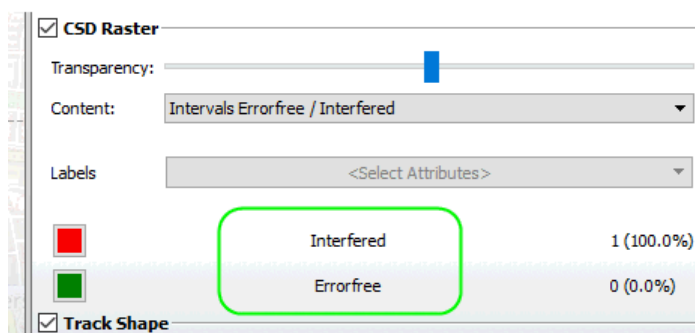 CSD Raster
Transparency:
Content: Intervals Errorfree / Interfered
Labels <Select Attributes>
Interfered 1 (100.0%)
Errorfree 0 (0.0%)
Track Shape